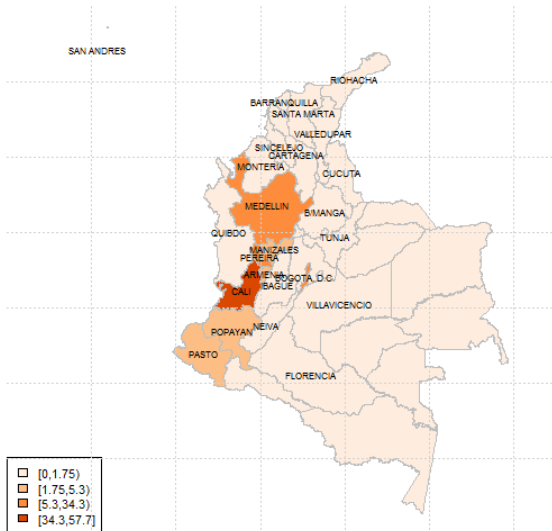 SAN ANDRES
RIOHACHA
BARRANQUILLA
SANTA MARTA
VALLEDUPAR
SINCELEJO
CARTAGENA
MONTERIA
CUCUTA
MEDELLIN
B/MANGA
QUIBDO
TUNJA
MANIZALES
PEREIRA
ARMENIA
BOGOTA, D.C.
IBAGUE
CALI
VILLAVICENCIO
POPAYAN
NEIVA
PASTO
FLORENCIA
[0,1.75)
[1.75,5.3)
[5.3,34.3)
[34.3,57.7]